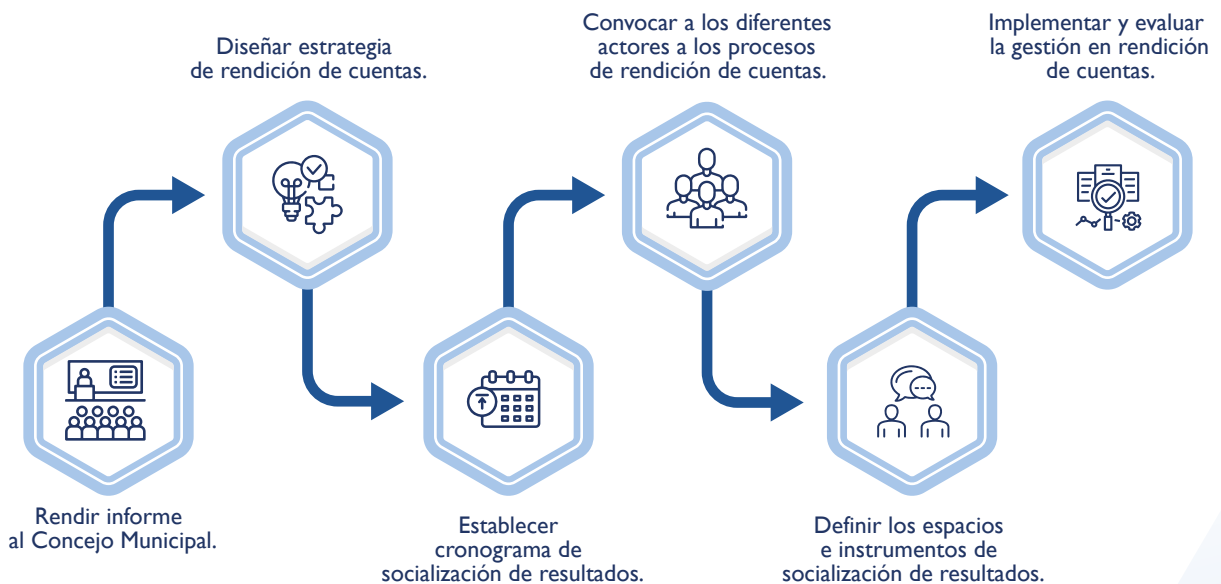 Rendir informe
al Concejo Municipal.
Diseñar estrategia
de rendición de cuentas.
Establecer
cronograma de
socialización de resultados.
Convocar a los diferentes
actores a los procesos
de rendición de cuentas.
Definir los espacios
e instrumentos de
socialización de resultados.
Implementar y evaluar
la gestión en rendición
de cuentas.